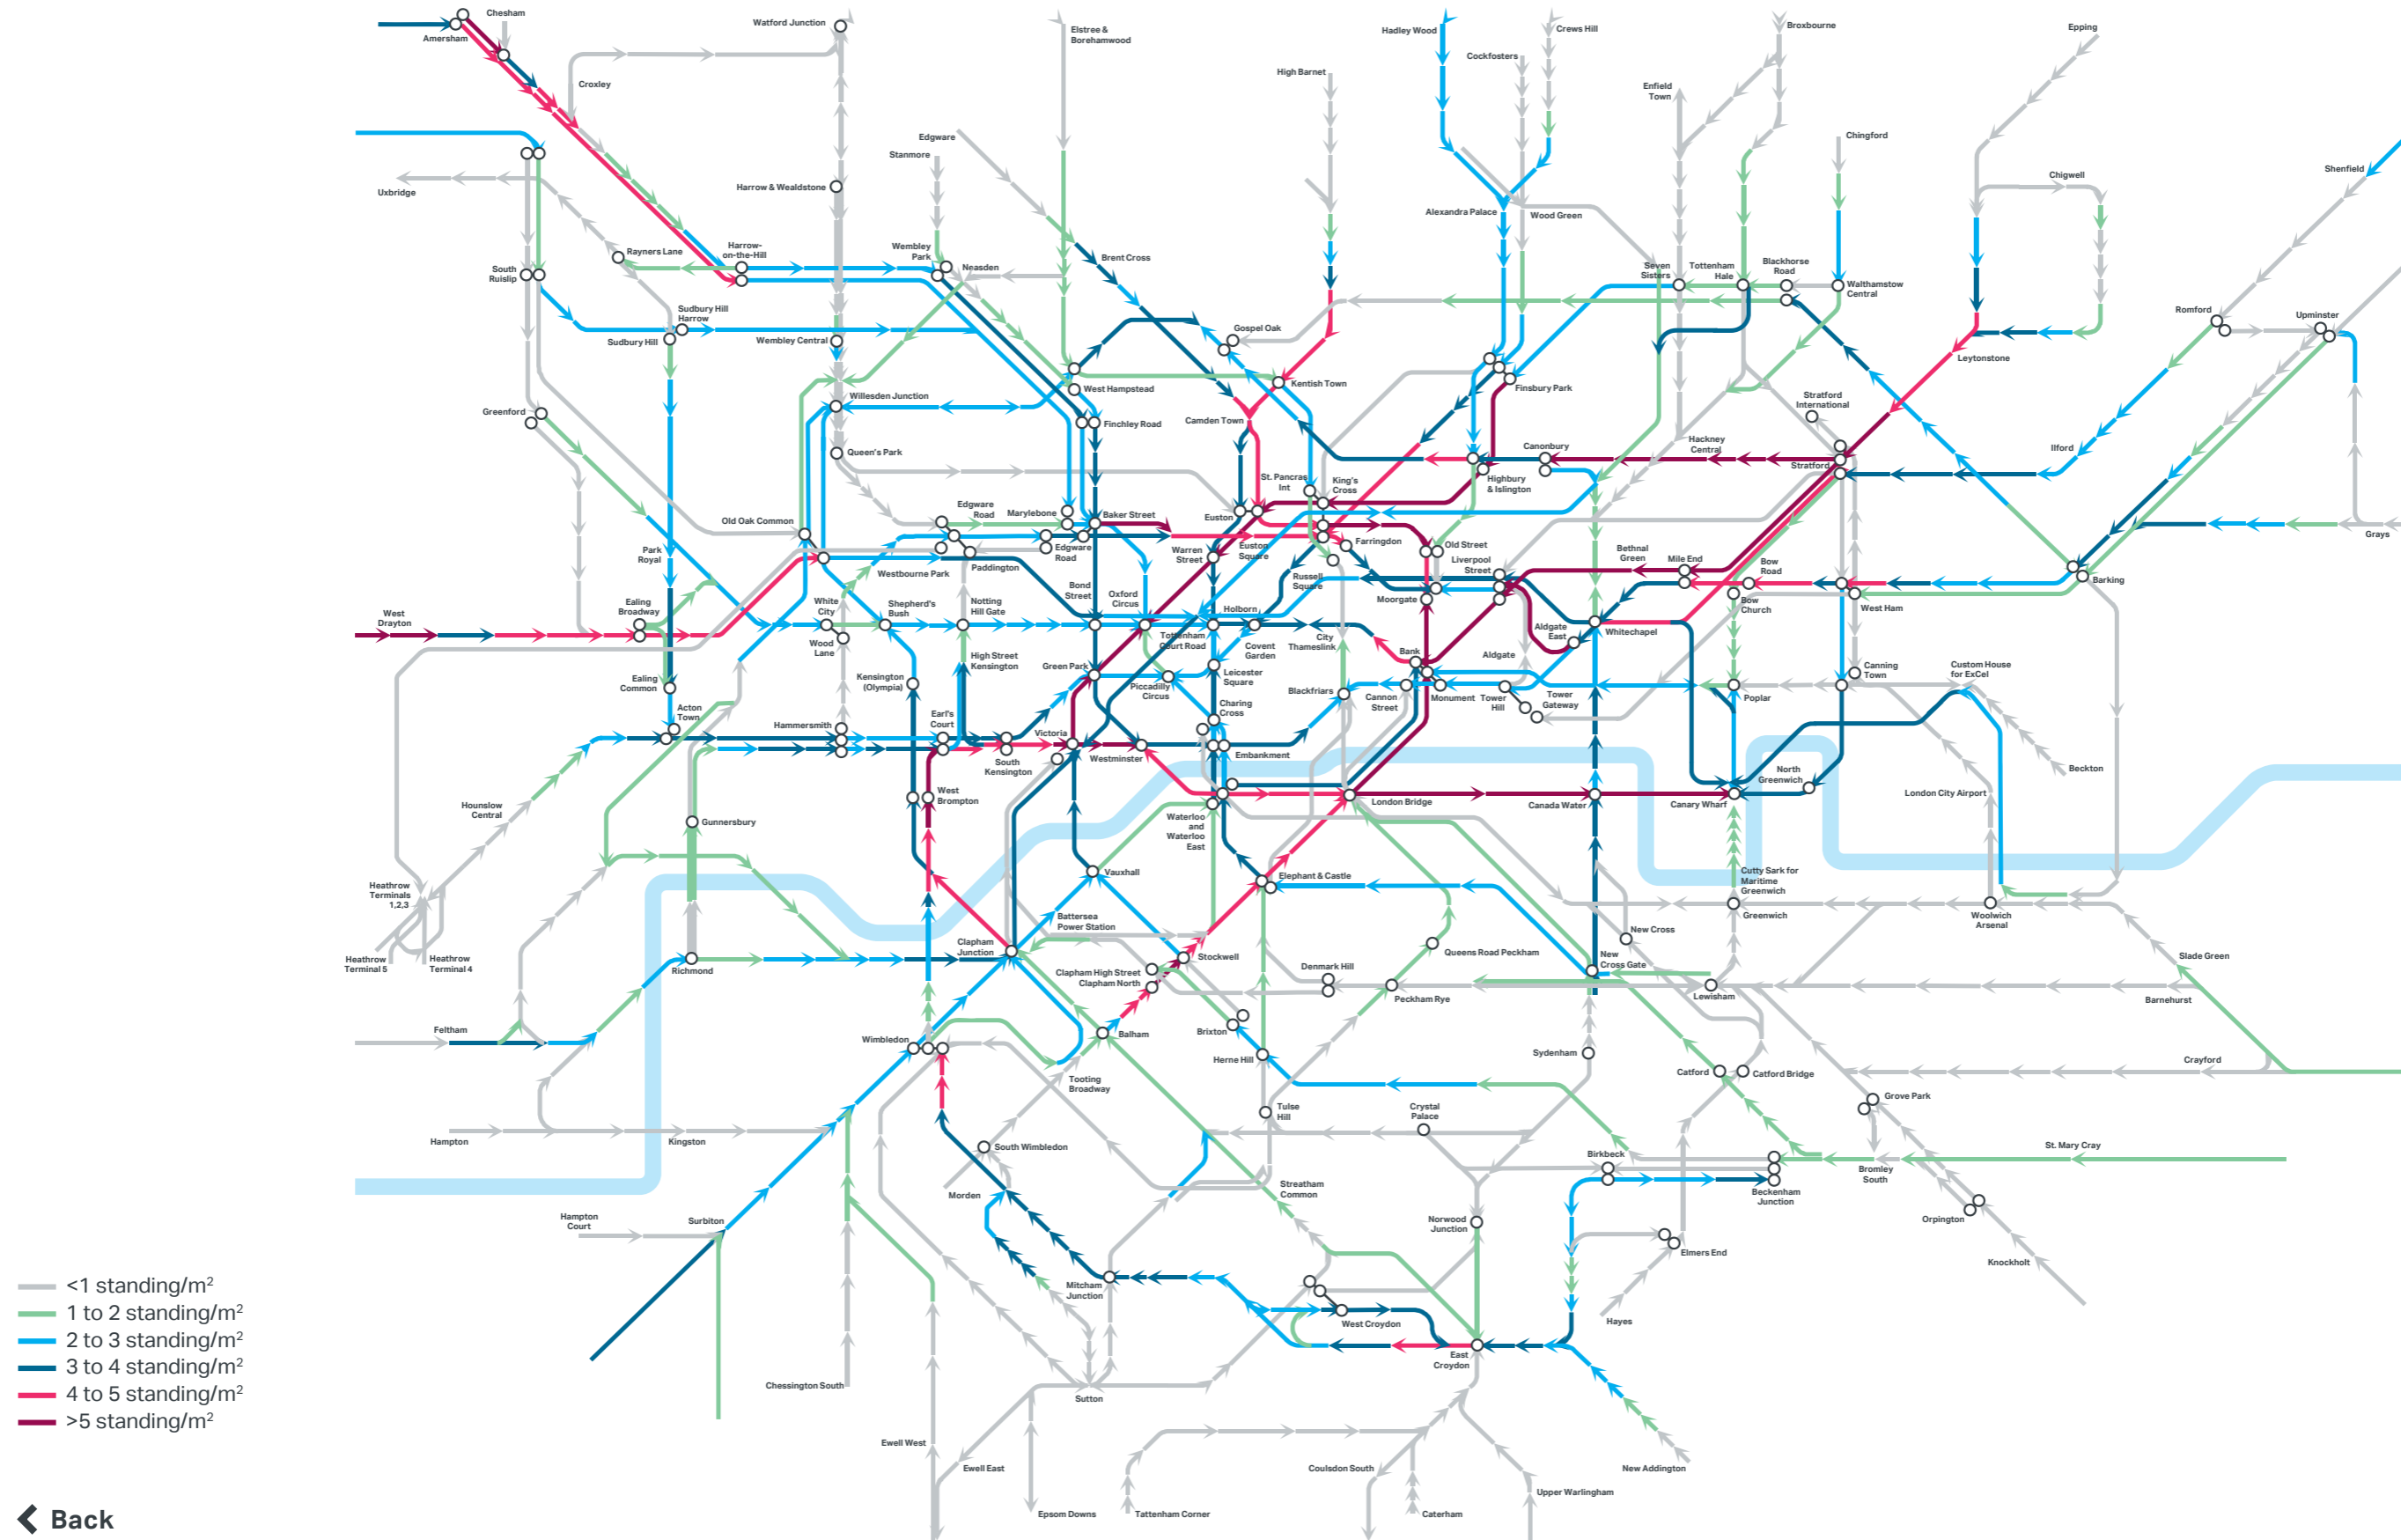 Chesham
Amersham
Watford Junction
Elstree &
Borehamwood
Hadley Wood
Crews Hill
Broxbourne
Epping
Cockfosters
High Barnet
Croxley
Enfield
Town
Edgware
Stanmore
Chingford
Shenfield
Uxbridge
Harrow & Wealdstone
Chigwell
Alexandra Palace
Wood Green
Rayners Lane
Harrow-
on-the-Hill
Wembley
Park
Neasden
Brent Cross
South
Ruislip
Seven
Sisters
Tottenham
Hale
Blackhorse
Road
Walthamstow
Central
Sudbury Hill
Harrow
Sudbury Hill
Wembley Central
Gospel Oak
Romford
Upminster
Leytonstone
West Hampstead
Kentish Town
Finsbury Park
Greenford
Willesden Junction
Finchley Road
Camden Town
Stratford
International
Queen's Park
Canonbury
Hackney
Central
Stratford
Ilford
St. Pancras
Int
King's
Cross
Highbury
& Islington
Old Oak Common
Edgware
Road
Marylebone
Baker Street
Euston
Park
Royal
Westbourne Park
Paddington
Edgware
Road
Warren
Street
Euston
Square
Farringdon
Old Street
Liverpool
Street
Bethnal
Green
Mile End
Bow
Road
Grays
Russell
Square
Bond
Street
Oxford
Circus
Holborn
Moorgate
Bow
Church
West Ham
Barking
West
Drayton
Ealing
Broadway
White
City
Shepherd's
Bush
Notting
Hill Gate
Wood
Lane
Tottenham
Court Road
Covent
Garden
City
Thameslink
Aldgate
East
Whitechapel
Aldgate
High Street
Kensington
Green Park
Leicester
Square
Bank
Ealing
Common
Kensington
(Olympia)
Piccadilly
Circus
Blackfriars
Cannon
Street
Monument
Tower
Hill
Tower
Gateway
Poplar
Canning
Town
Custom House
for ExCel
Acton
Town
Hammersmith
Earl's
Court
Victoria
Charing
Cross
South
Kensington
Westminster
Embankment
North
Greenwich
Beckton
Hounslow
Central
West
Brompton
London Bridge
Canada Water
Canary Wharf
London City Airport
Gunnersbury
Waterloo
and
Waterloo
East
Heathrow
Terminals
1,2,3
Vauxhall
Elephant & Castle
Cutty Sark for
Maritime
Greenwich
Greenwich
Woolwich
Arsenal
Battersea
Power Station
Clapham
Junction
New Cross
Heathrow
Terminal 5
Heathrow
Terminal 4
Richmond
Stockwell
Clapham High Street
Clapham North
Denmark Hill
Queens Road Peckham
New
Cross Gate
Slade Green
Peckham Rye
Lewisham
Barnehurst
Feltham
Wimbledon
Balham
Brixton
Herne Hill
Sydenham
Catford
Catford Bridge
Crayford
Tooting
Broadway
Grove Park
Tulse
Hill
Crystal
Palace
Hampton
Kingston
South Wimbledon
Birkbeck
St. Mary Cray
Bromley
South
Morden
Streatham
Common
Beckenham
Junction
Hampton
Court
Surbiton
Norwood
Junction
Orpington
Elmers End
Knockholt
Mitcham
Junction
West Croydon
Hayes
East
Croydon
Chessington South
Sutton
Ewell West
Ewell East
Coulsdon South
New Addington
Upper Warlingham
Epsom Downs
Tattenham Corner
Caterham
<1 standing/m²
1 to 2 standing/m²
2 to 3 standing/m²
3 to 4 standing/m²
4 to 5 standing/m²
>5 standing/m²
Back